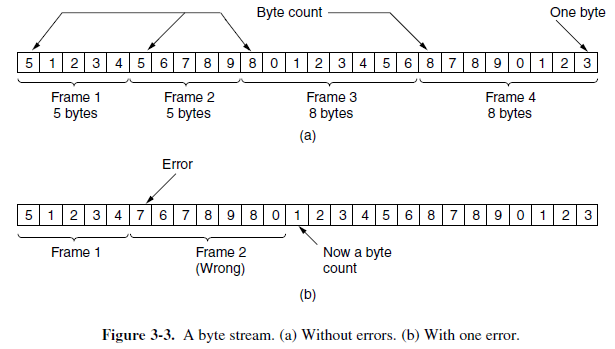 Byte count One byte
5 1 2 3 4 5 6 7 8 9 8 0 1 2 3 4 5 6 8 7 8 9 0 1 2 3
Frame 1 Frame 2 Frame 3 Frame 4
5 bytes 5 bytes 8 bytes 8 bytes
(a)
Error
5 1 2 3 4 7 6 7 8 9 8 0 1 2 3 4 5 6 8 7 8 9 0 1 2 3
Frame 1 Frame 2 Now a byte
(Wrong) count
(b)
Figure 3-3. A byte stream. (a) Without errors. (b) With one error.